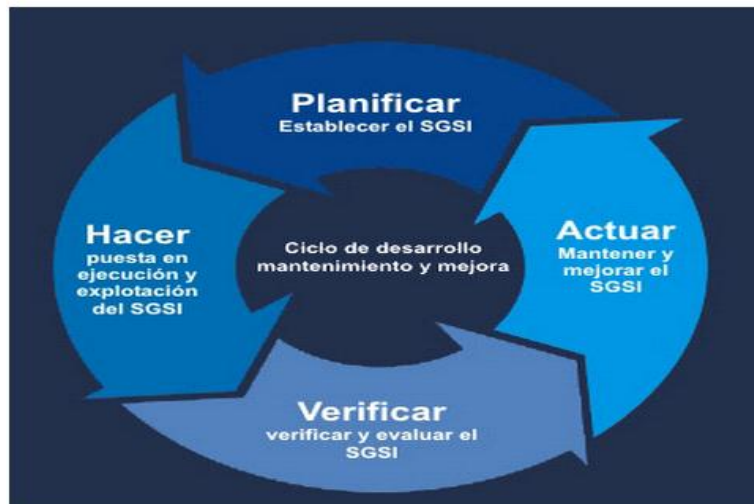 Planificar
Establecer el SGSI
Hacer
puesta en
ejecución y
explotación
del SGSI
Ciclo de desarrollo
mantenimiento y mejora
Actuar
Mantener y
mejorar el
SGSI
Verificar
verificar y evaluar el
SGSI